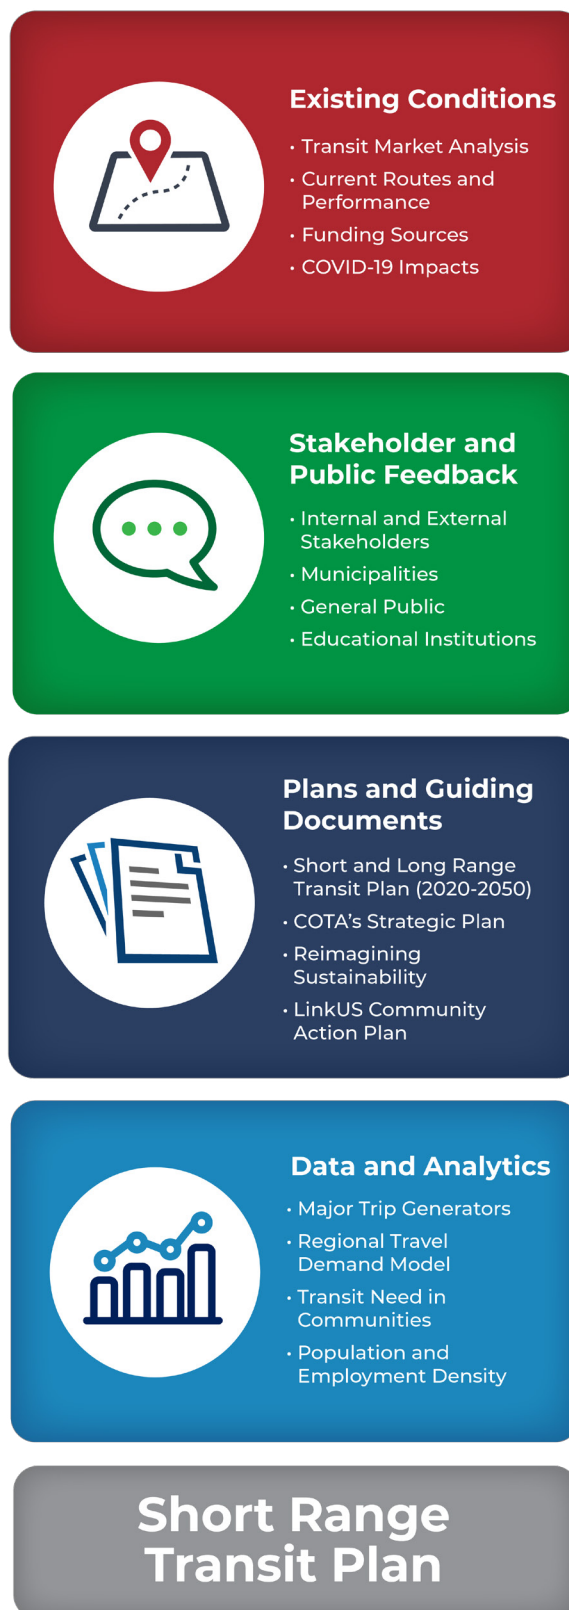 Existing Conditions
• Transit Market Analysis
• Current Routes and
Performance
• Funding Sources
• COVID-19 Impacts
Stakeholder and
Public Feedback
• Internal and External
Stakeholders
• Municipalities
• General Public
• Educational Institutions
Plans and Guiding
Documents
• Short and Long Range
Transit Plan (2020-2050)
• COTA’s Strategic Plan
• Reimagining
Sustainability
• LinkUS Community
Action Plan
Data and Analytics
• Major Trip Generators
• Regional Travel
Demand Model
• Transit Need in
Communities
• Population and
Employment Density
Short Range
Transit Plan